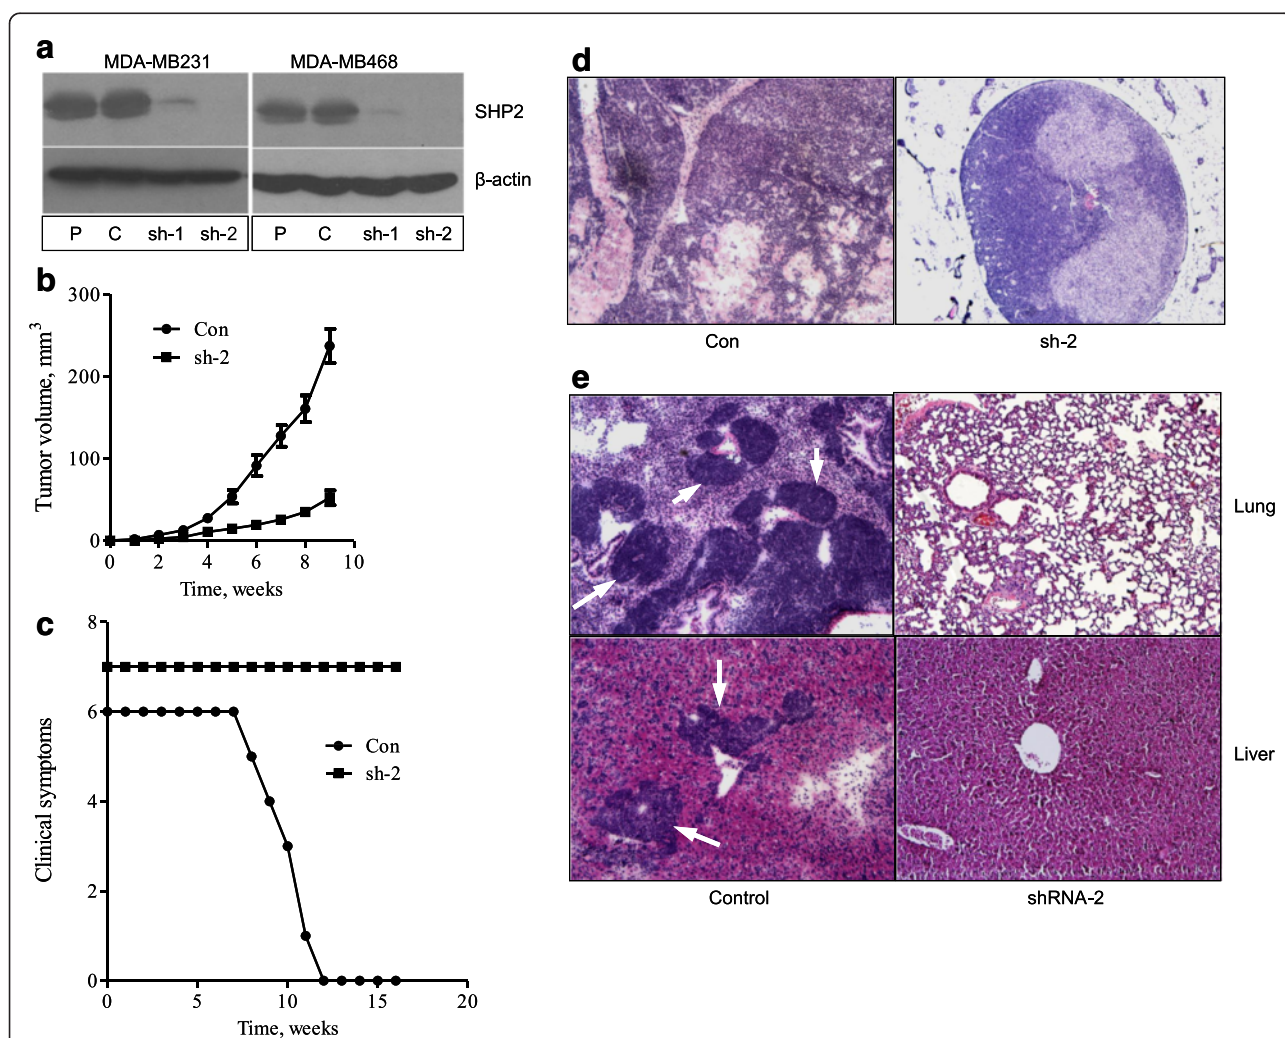 a
MDA-MB231 MDA-MB468
SHP2
β-actin
P C sh-1 sh-2 P C sh-1 sh-2
b
300
200
100
0
Tumor volume, mm³
Con
sh-2
0 2 4 6 8 10
Time, weeks
c
8
6
4
2
0
Clinical symptoms
Con
sh-2
0 5 10 15 20
Time, weeks
d
Con sh-2
e
Lung
Liver
Control shRNA-2